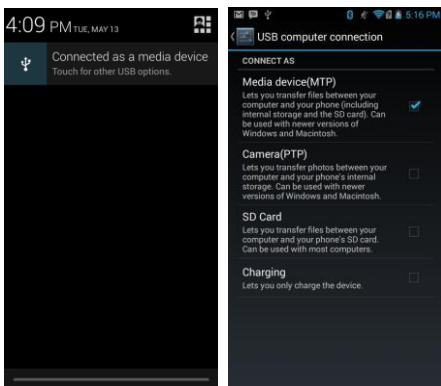 4:09 PM TUE, MAY 13
Connected as a media device
Touch for other USB options.
5:16 PM
USB computer connection
CONNECT AS
Media device(MTP)
Lets you transfer files between your
computer and your phone (including
internal storage and the SD card). Can
be used with newer versions of
Windows and Macintosh.
Camera(PTP)
Lets you transfer photos between your
computer and your phone's internal
storage. Can be used with newer
versions of Windows and Macintosh.
SD Card
Lets you transfer files between your
computer and your phone's SD card.
Can be used with most computers.
Charging
Lets you only charge the device.